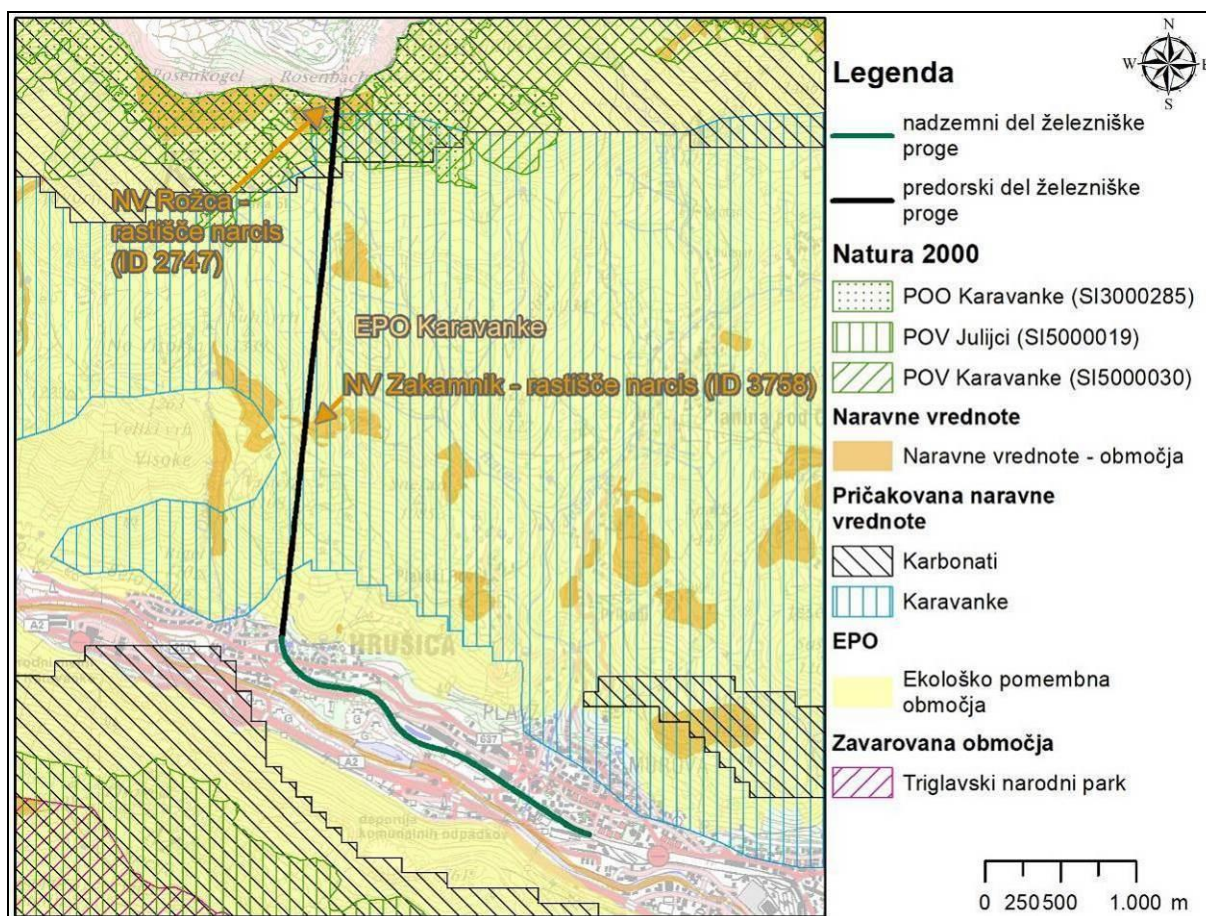 Rosenkogel
Rosenbach
NV Rožca -
rastišče narcis
(ID 2747)
EPO Karavanke
NV Zakamnik - rastišče narcis (ID 3758)
Veliki vrh
Visoke
HRUŠICA
A2
A2
637
deponija
komunalnih odpadkov
N
W
E
S
Legenda
nadzemni del železniške
proge
predorski del železniške
proge
Natura 2000
POO Karavanke (SI3000285)
POV Julijci (SI5000019)
POV Karavanke (SI5000030)
Naravne vrednote
Naravne vrednote - območja
Pričakovana naravne
vrednote
Karbonati
Karavanke
EPO
Ekološko pomembna
območja
Zavarovana območja
Triglavski narodni park
0 250 500 1.000 m